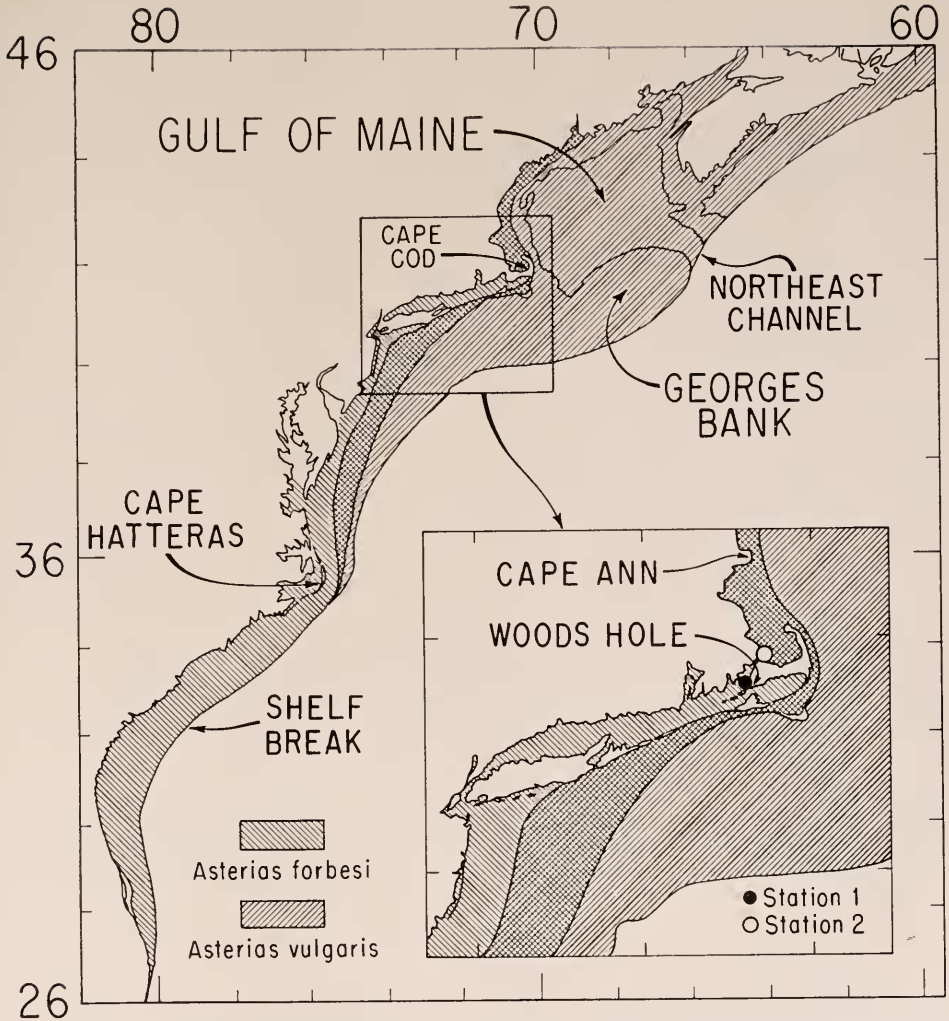 80 70 60
46
GULF OF MAINE
CAPE
COD
NORTHEAST
CHANNEL
GEORGES
BANK
CAPE
HATTERAS
36
CAPE ANN
WOODS HOLE
SHELF
BREAK
Asterias forbesi
Asterias vulgaris
Station 1
Station 2
26